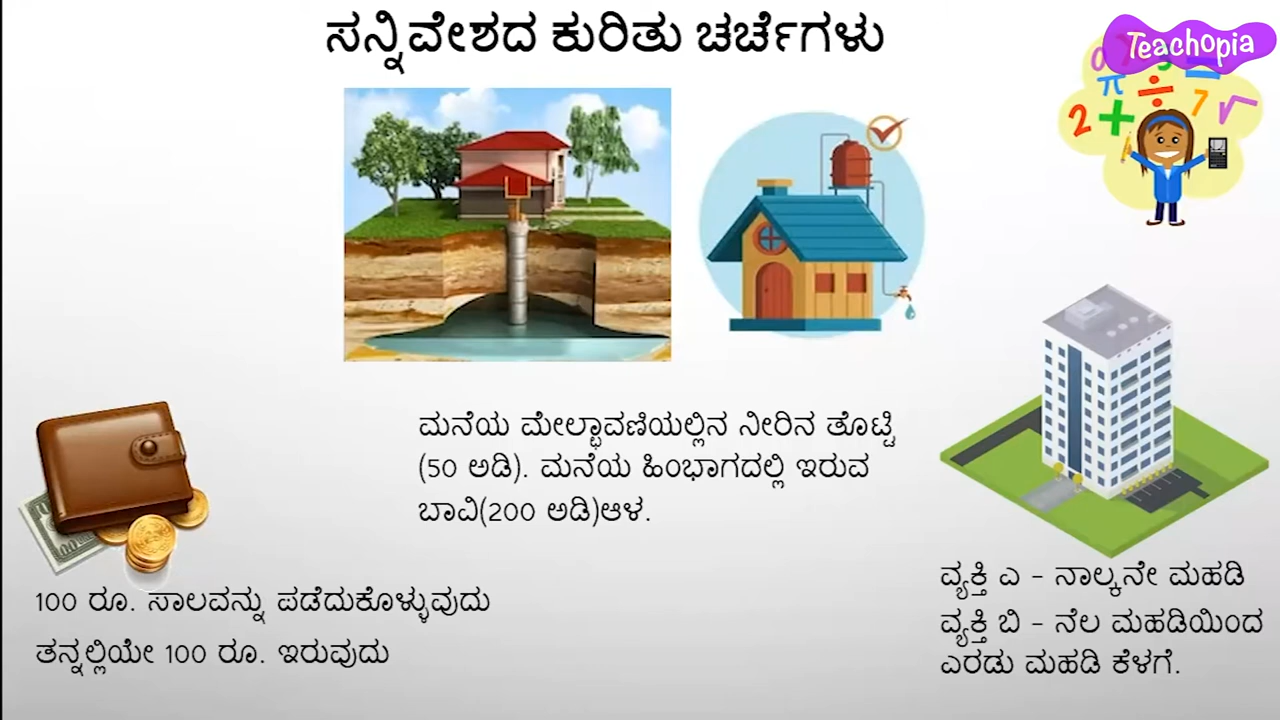 ಸನ್ನಿವೇಶದ ಕುರಿತು ಚರ್ಚೆಗಳು
Teachopia
ಮನೆಯ ಮೇಲ್ಛಾವಣಿಯಲ್ಲಿನ ನೀರಿನ ತೊಟ್ಟಿ
(50 ಅಡಿ). ಮನೆಯ ಹಿಂಭಾಗದಲ್ಲಿ ಇರುವ
ಬಾವಿ(200 ಅಡಿ)ಆಳ.
100 ರೂ. ಸಾಲವನ್ನು ಪಡೆದುಕೊಳ್ಳುವುದು
ತನ್ನಲ್ಲಿಯೇ 100 ರೂ. ಇರುವುದು
ವ್ಯಕ್ತಿ ಎ - ನಾಲ್ಕನೇ ಮಹಡಿ
ವ್ಯಕ್ತಿ ಬಿ - ನೆಲ ಮಹಡಿಯಿಂದ
ಎರಡು ಮಹಡಿ ಕೆಳಗೆ.